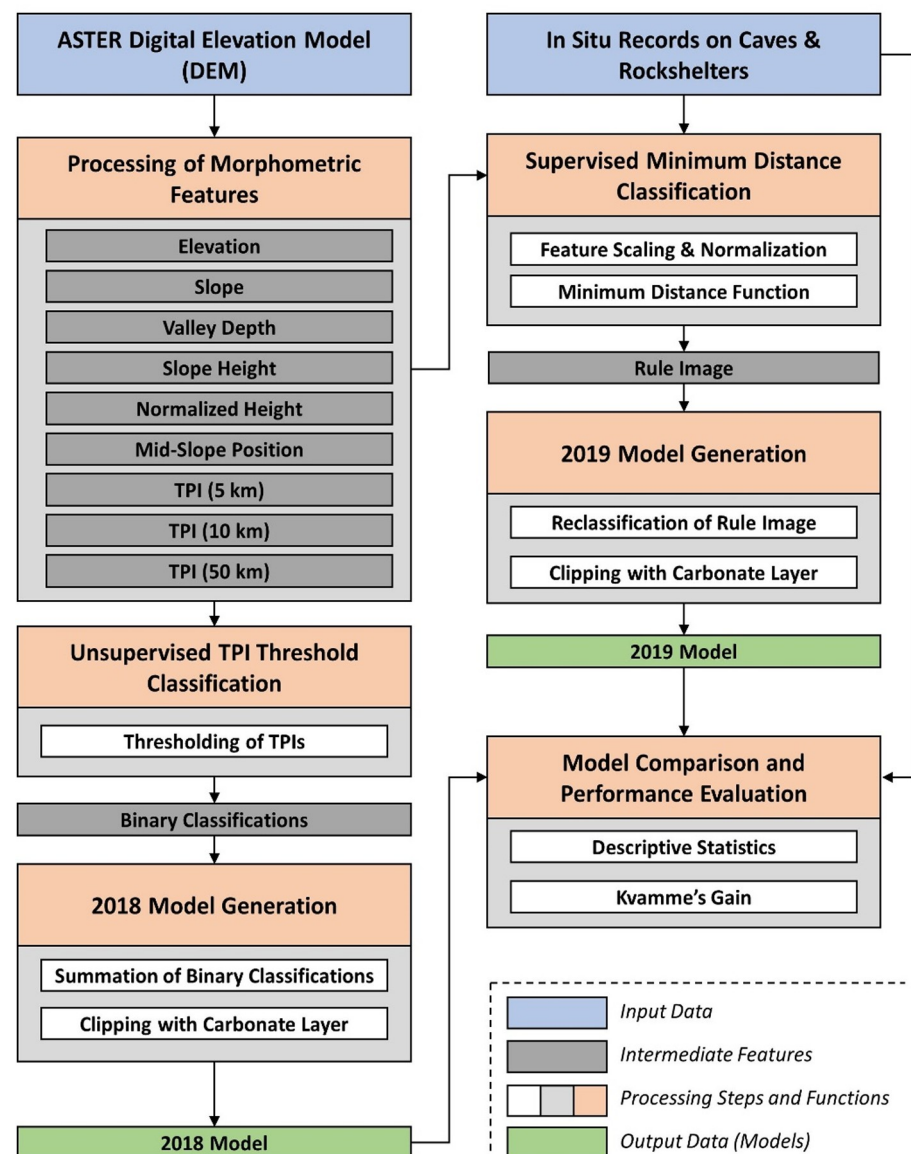 ASTER Digital Elevation Model
(DEM)
Processing of Morphometric
Features
Elevation
Slope
Valley Depth
Slope Height
Normalized Height
Mid-Slope Position
TPI (5 km)
TPI (10 km)
TPI (50 km)
Unsupervised TPI Threshold
Classification
Thresholding of TPIs
Binary Classifications
2018 Model Generation
Summation of Binary Classifications
Clipping with Carbonate Layer
2018 Model
In Situ Records on Caves &
Rockshelters
Supervised Minimum Distance
Classification
Feature Scaling & Normalization
Minimum Distance Function
Rule Image
2019 Model Generation
Reclassification of Rule Image
Clipping with Carbonate Layer
2019 Model
Model Comparison and
Performance Evaluation
Descriptive Statistics
Kvamme’s Gain
Input Data
Intermediate Features
Processing Steps and Functions
Output Data (Models)